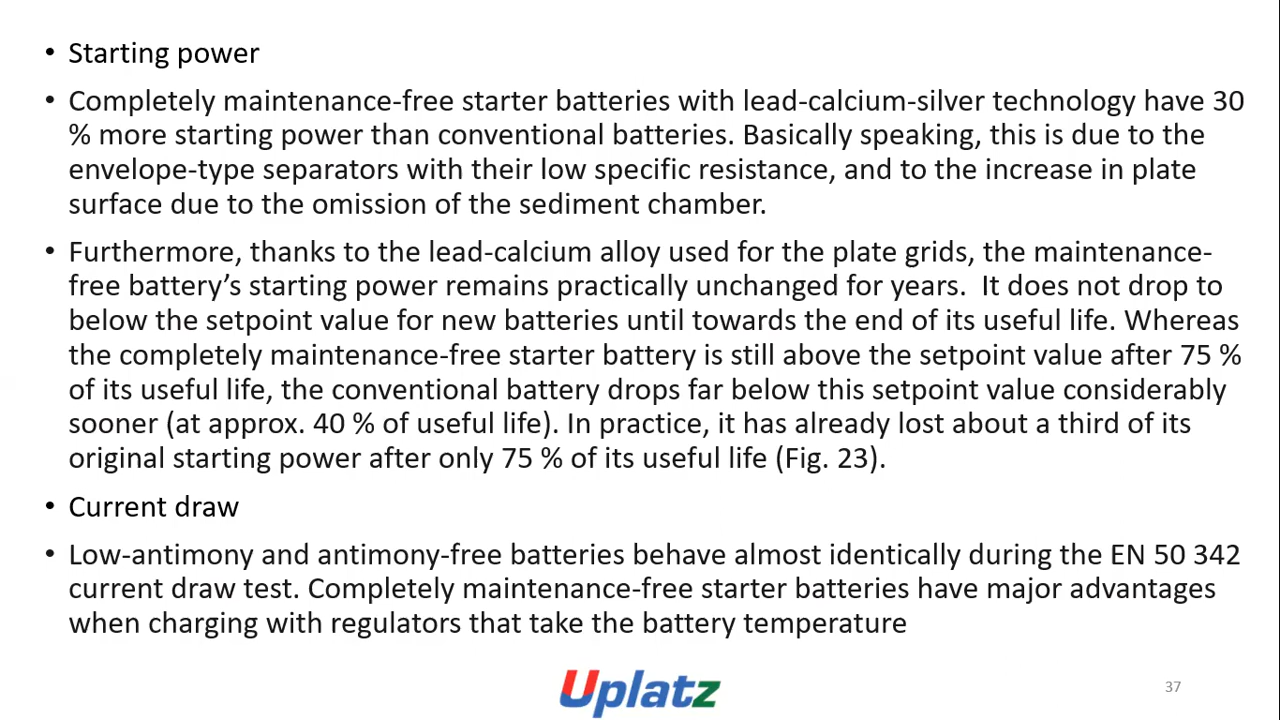 • Starting power
• Completely maintenance-free starter batteries with lead-calcium-silver technology have 30
% more starting power than conventional batteries. Basically speaking, this is due to the
envelope-type separators with their low specific resistance, and to the increase in plate
surface due to the omission of the sediment chamber.
• Furthermore, thanks to the lead-calcium alloy used for the plate grids, the maintenance-
free battery’s starting power remains practically unchanged for years.  It does not drop to
below the setpoint value for new batteries until towards the end of its useful life. Whereas
the completely maintenance-free starter battery is still above the setpoint value after 75 %
of its useful life, the conventional battery drops far below this setpoint value considerably
sooner (at approx. 40 % of useful life). In practice, it has already lost about a third of its
original starting power after only 75 % of its useful life (Fig. 23).
• Current draw
• Low-antimony and antimony-free batteries behave almost identically during the EN 50 342
current draw test. Completely maintenance-free starter batteries have major advantages
when charging with regulators that take the battery temperature
Uplatz
37